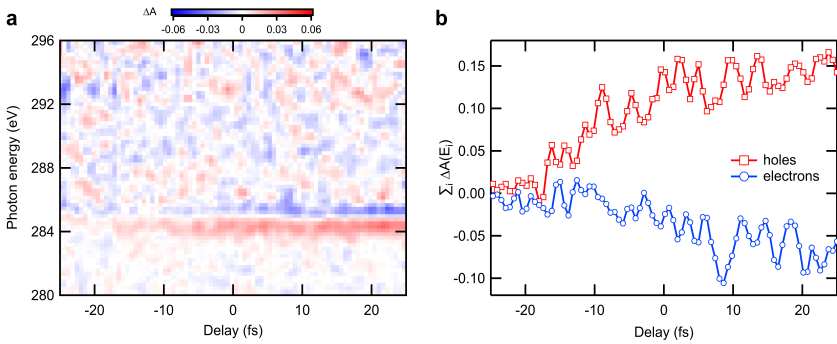 a
ΔA
-0.06 -0.03 0 0.03 0.06
296
292
288
284
280
Photon energy (eV)
-20 -10 0 10 20
Delay (fs)
b
0.15
0.10
0.05
0.00
-0.05
-0.10
Σi ΔA(Ei)
holes
electrons
-20 -10 0 10 20
Delay (fs)